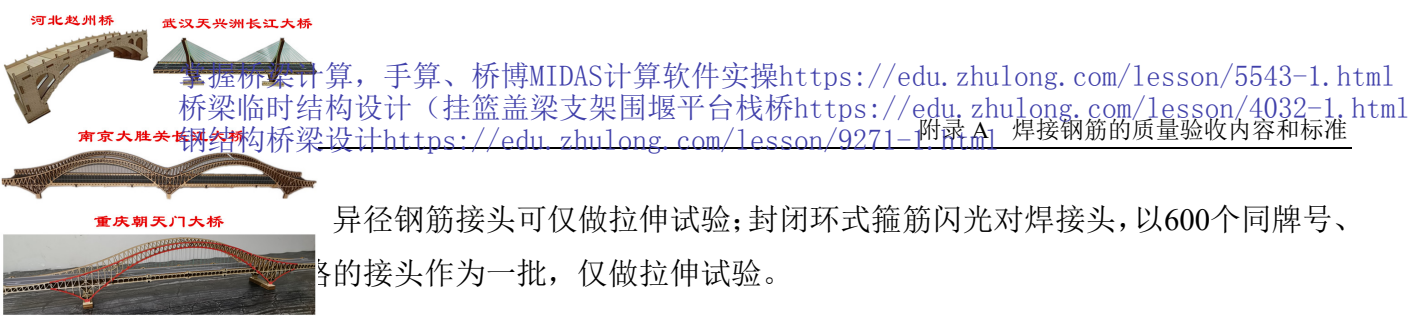 河北赵州桥
武汉天兴洲长江大桥
掌握桥梁计算，手算、桥博MIDAS计算软件实操https://edu.zhulong.com/lesson/5543-1.html
桥梁临时结构设计（挂篮盖梁支架围堰平台栈桥https://edu.zhulong.com/lesson/4032-1.html
钢结构桥梁设计https://edu.zhulong.com/lesson/9271-1.html
附录 A 焊接钢筋的质量验收内容和标准
南京大胜关长江大桥
重庆朝天门大桥
异径钢筋接头可仅做拉伸试验；封闭环式箍筋闪光对焊接头，以600个同牌号、
的接头作为一批，仅做拉伸试验。